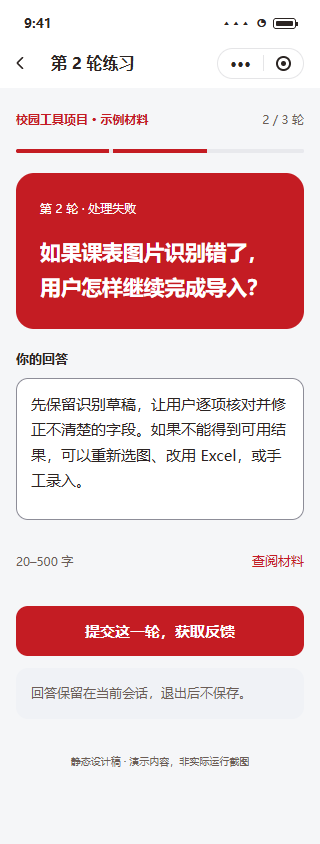 9:41
第 2 轮练习
校园工具项目 · 示例材料
2 / 3 轮
第 2 轮 · 处理失败
如果课表图片识别错了，
用户怎样继续完成导入？
你的回答
先保留识别草稿，让用户逐项核对并修
正不清楚的字段。如果不能得到可用结
果，可以重新选图、改用 Excel，或手
工录入。
20–500 字
查阅材料
提交这一轮，获取反馈
回答保留在当前会话，退出后不保存。
静态设计稿 · 演示内容，非实际运行截图